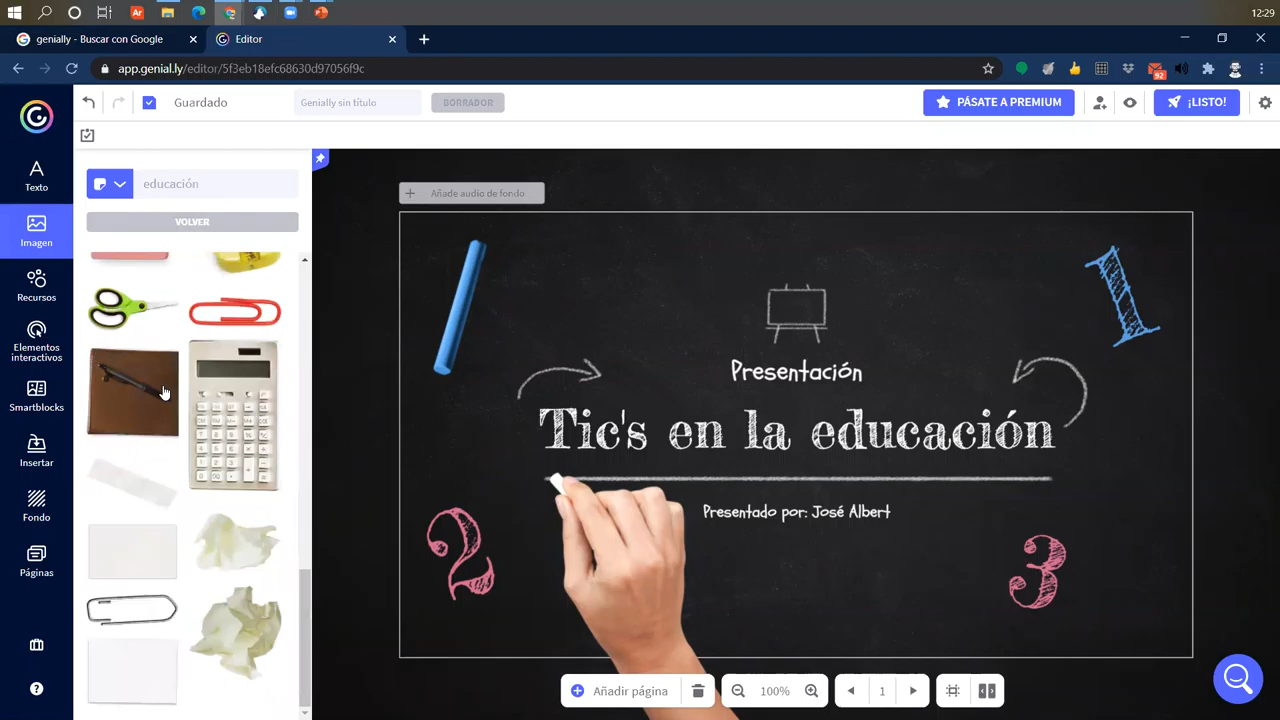 Ar
12:29
genially - Buscar con Google
Editor
app.genial.ly/editor/5f3eb18efc68630d97056f9c
92
Guardado
Genially sin título
BORRADOR
PÁSATE A PREMIUM
¡LISTO!
Texto
Imagen
Recursos
Elementos
interactivos
Smartblocks
Insertar
Fondo
Páginas
educación
VOLVER
Añade audio de fondo
1
Presentación
Tic's en la educación
Presentado por: José Albert
2
3
Añadir página
100%
1